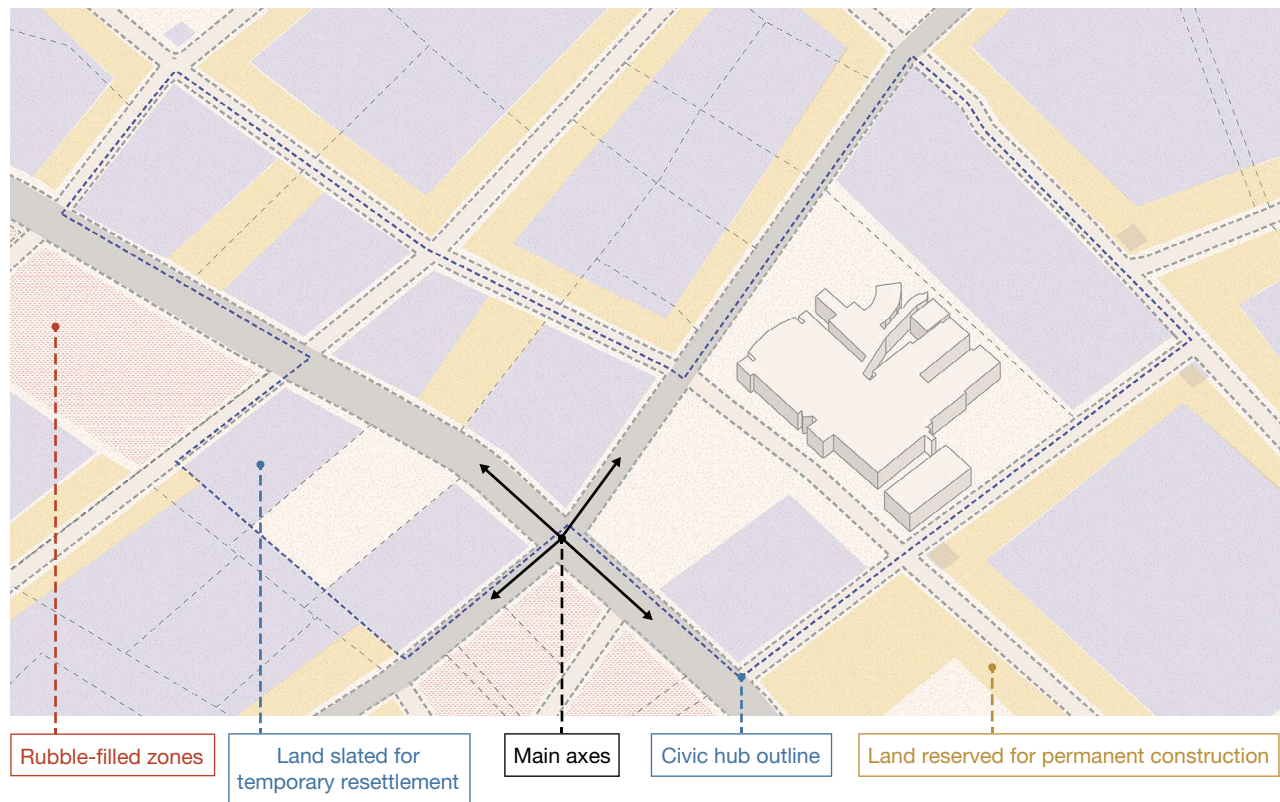 Rubble-filled zones
Land slated for
temporary resettlement
Main axes
Civic hub outline
Land reserved for permanent construction